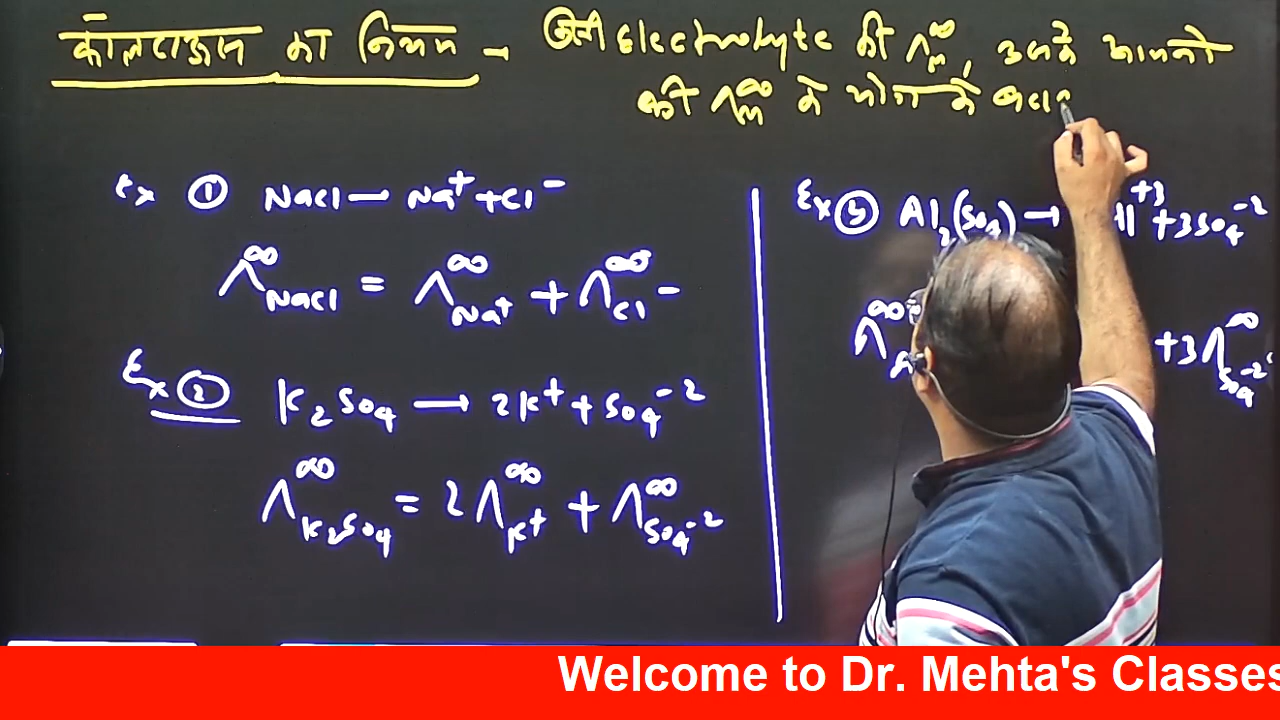 कोलराऊस का नियम - किसी Electrolyte की Λm∞, उसके आयनो
की Λm∞ के योग के बराब
Ex ① NaCl → Na⁺ + Cl⁻
Λ∞NaCl = Λ∞Na⁺ + Λ∞Cl⁻
Ex ② K₂SO₄ → 2K⁺ + SO₄⁻²
Λ∞K₂SO₄ = 2Λ∞K⁺ + Λ∞SO₄⁻²
Ex ③ Al₂(SO₄) → Al⁺³ + 3SO₄⁻²
Λ∞A +3Λ∞SO₄⁻²
Welcome to Dr. Mehta's Classes